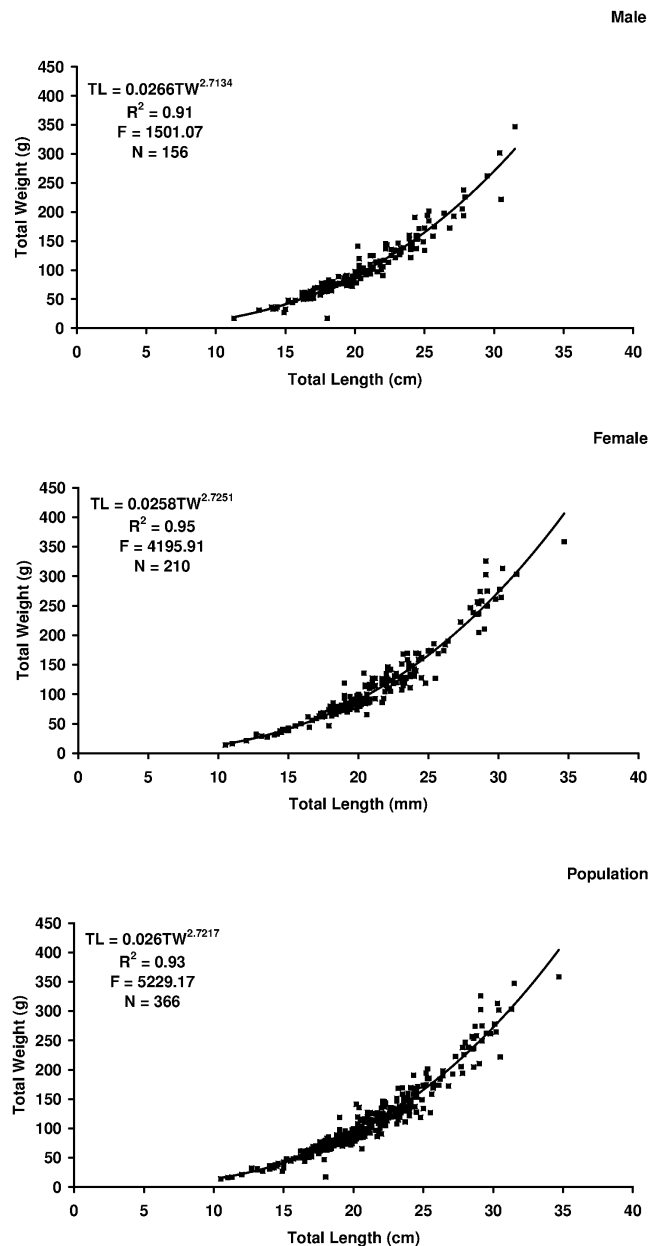 Male
450
400
350
300
250
200
150
100
50
0
TL = 0.0266TW^2.7134
R² = 0.91
F = 1501.07
N = 156
Total Weight (g)
0 5 10 15 20 25 30 35 40
Total Length (cm)
Female
450
400
350
300
250
200
150
100
50
0
TL = 0.0258TW^2.7251
R² = 0.95
F = 4195.91
N = 210
Total Weight (g)
0 5 10 15 20 25 30 35 40
Total Length (mm)
Population
450
400
350
300
250
200
150
100
50
0
TL = 0.026TW^2.7217
R² = 0.93
F = 5229.17
N = 366
Total Weight (g)
0 5 10 15 20 25 30 35 40
Total Length (cm)